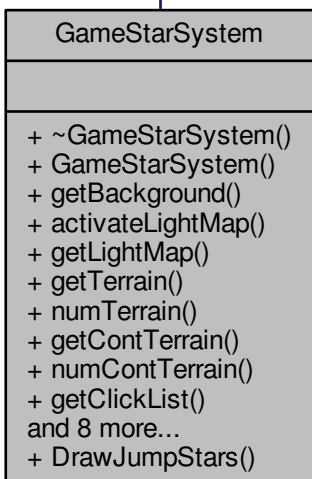 GameStarSystem
+ ~GameStarSystem()
+ GameStarSystem()
+ getBackground()
+ activateLightMap()
+ getLightMap()
+ getTerrain()
+ numTerrain()
+ getContTerrain()
+ numContTerrain()
+ getClickList()
and 8 more...
+ DrawJumpStars()